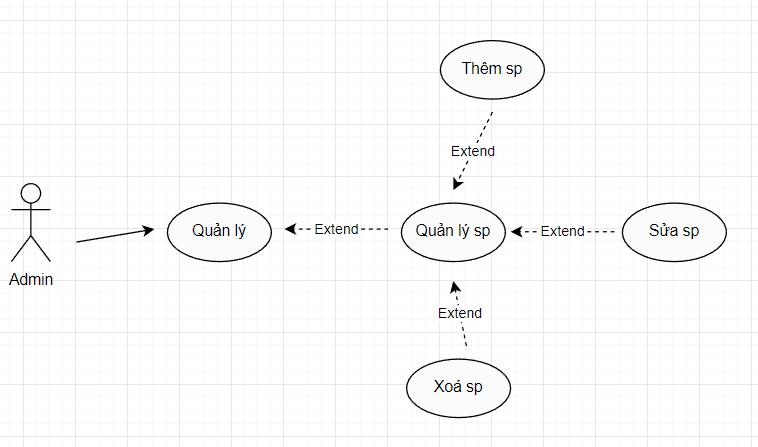 Thêm sp
Extend
Quản lý
Extend
Quản lý sp
Extend
Sửa sp
Admin
Extend
Xoá sp